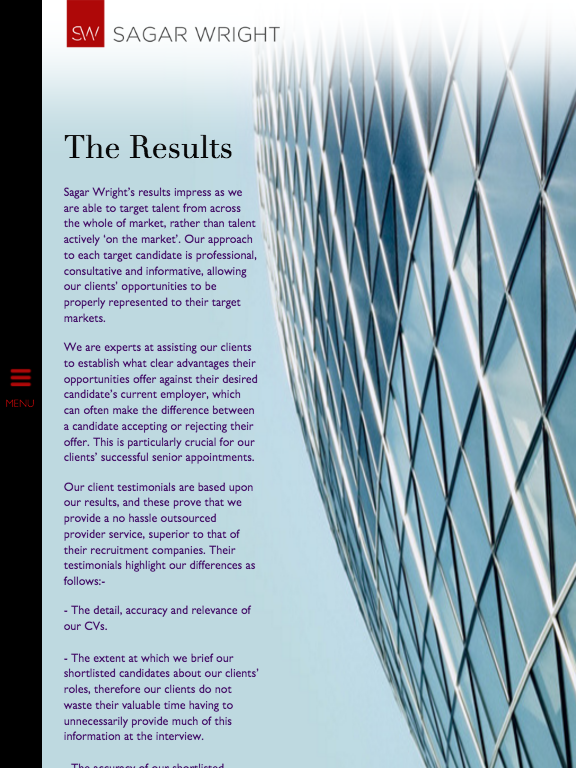 SW SAGAR WRIGHT
The Results
Sagar Wright's results impress as we
are able to target talent from across
the whole of market, rather than talent
actively ‘on the market’. Our approach
to each target candidate is professional,
consultative and informative, allowing
our clients’ opportunities to be
properly represented to their target
markets.
We are experts at assisting our clients
to establish what clear advantages their
opportunities offer against their desired
candidate’s current employer, which
can often make the difference between
a candidate accepting or rejecting their
offer. This is particularly crucial for our
clients’ successful senior appointments.
MENU
Our client testimonials are based upon
our results, and these prove that we
provide a no hassle outsourced
provider service, superior to that of
their recruitment companies. Their
testimonials highlight our differences as
follows:-
- The detail, accuracy and relevance of
our CVs.
- The extent at which we brief our
shortlisted candidates about our clients’
roles, therefore our clients do not
waste their valuable time having to
unnecessarily provide much of this
information at the interview.
- The accuracy of our shortlisted